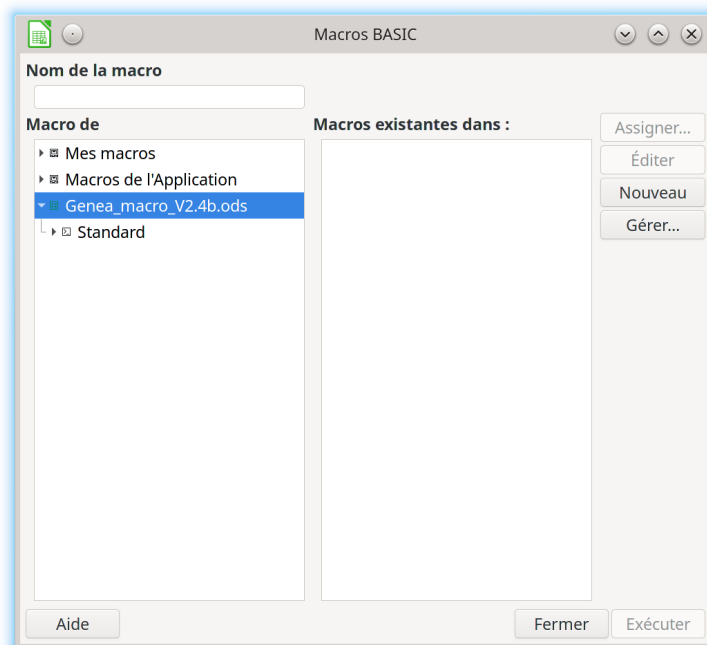 Macros BASIC
Nom de la macro
Macro de
Macros existantes dans :
Mes macros
Macros de l'Application
Genea_macro_V2.4b.ods
Standard
Assigner...
Éditer
Nouveau
Gérer...
Aide
Fermer
Exécuter